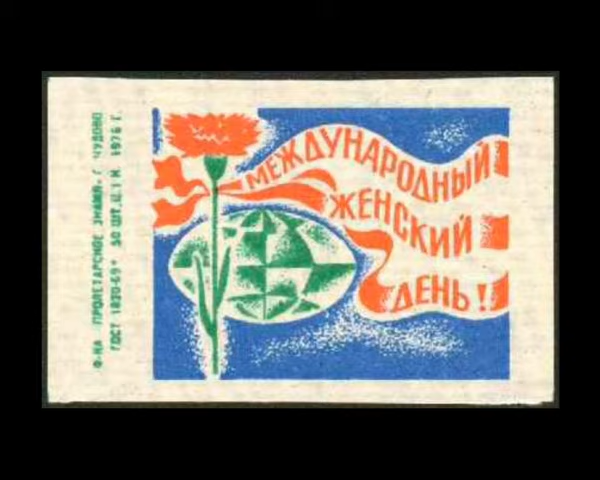 Ф-КА „ПРОЛЕТАРСКОЕ ЗНАМЯ" Г. ЧУДОВО
ГОСТ 1820-69* 50 ШТ. Ц. 1 К. 1976 Г.
МЕЖДУНАРОДНЫЙ
ЖЕНСКИЙ
ДЕНЬ!